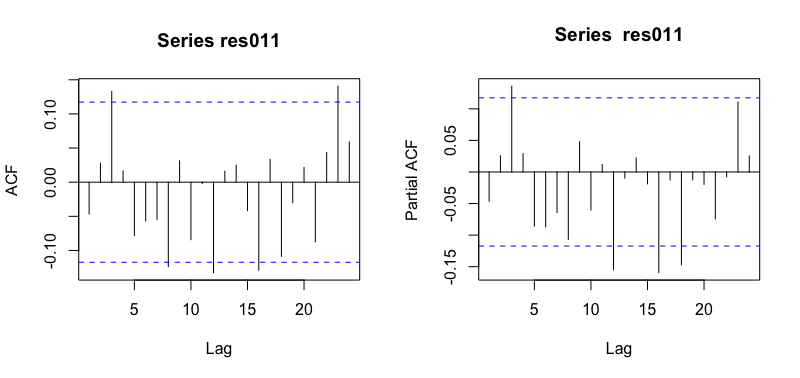 Series res011
ACF
0.10
0.00
-0.10
5
10
15
20
Lag
Series  res011
Partial ACF
0.05
-0.05
-0.15
5
10
15
20
Lag